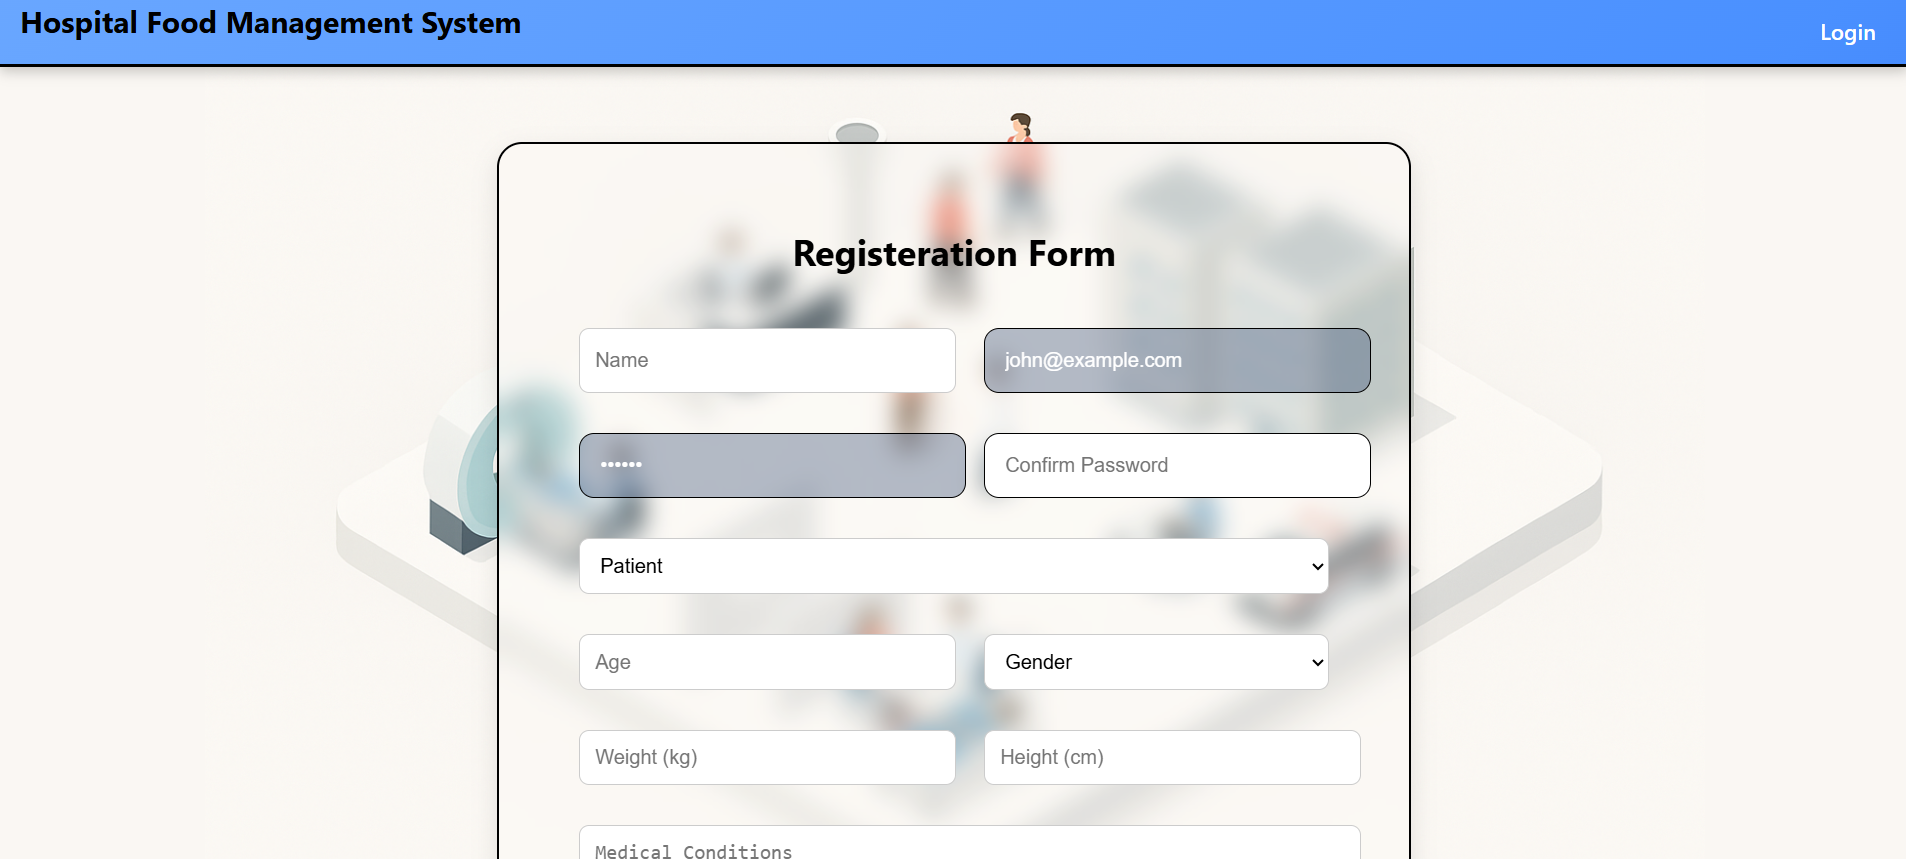 Hospital Food Management System
Login
Registeration Form
Name
john@example.com
••••••
Confirm Password
Patient
Age
Gender
Weight (kg)
Height (cm)
Medical Conditions